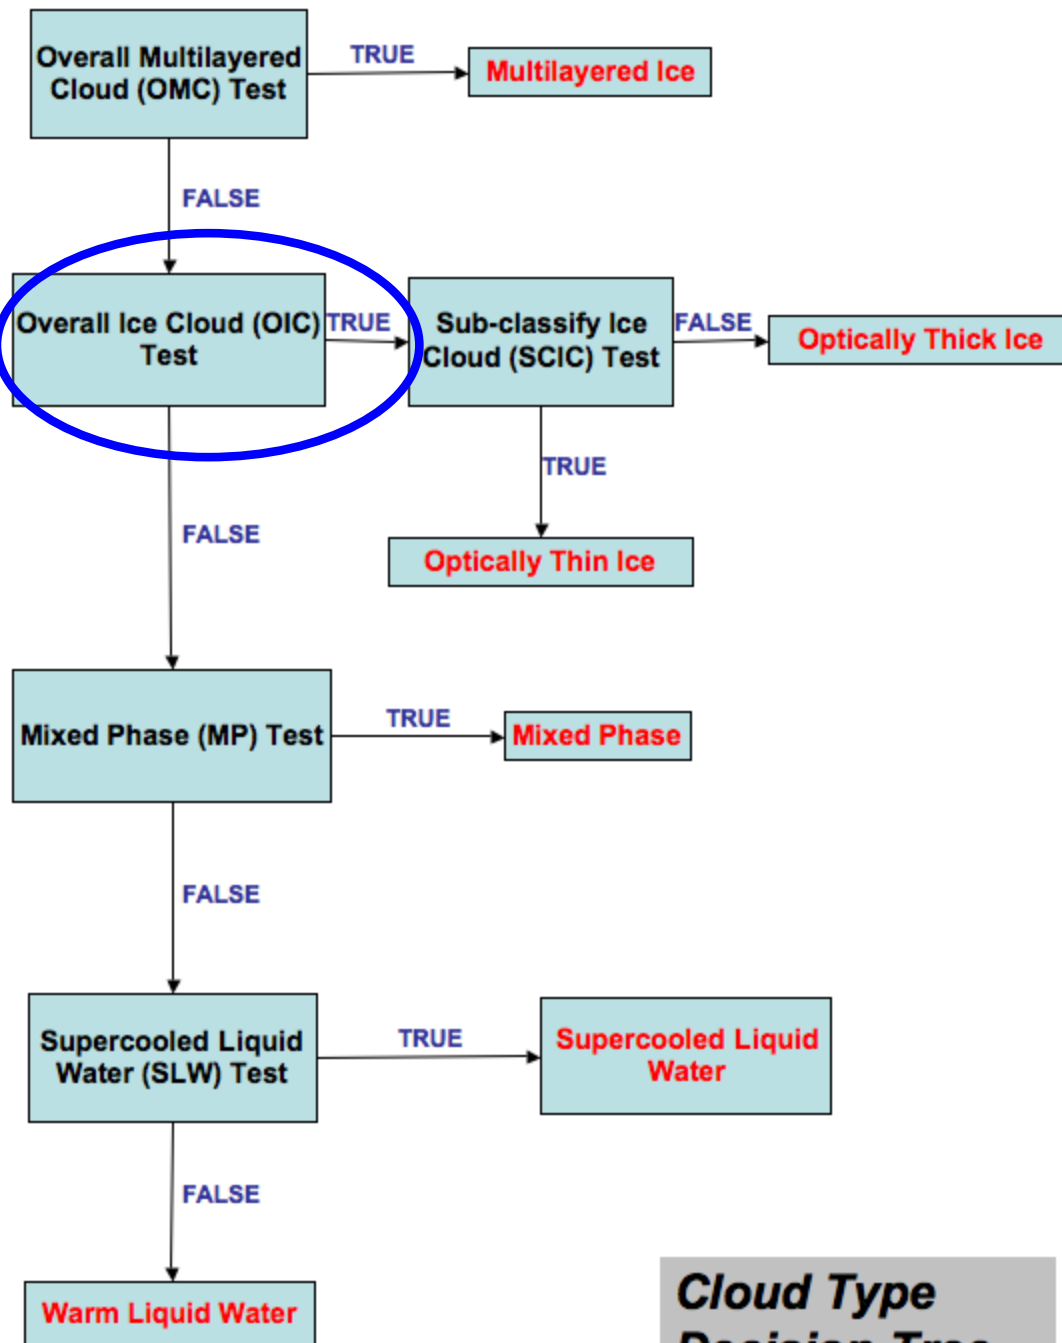 Overall Multilayered
Cloud (OMC) Test
TRUE
Multilayered Ice
FALSE
Overall Ice Cloud (OIC)
Test
TRUE
Sub-classify Ice
Cloud (SCIC) Test
FALSE
Optically Thick Ice
TRUE
Optically Thin Ice
FALSE
Mixed Phase (MP) Test
TRUE
Mixed Phase
FALSE
Supercooled Liquid
Water (SLW) Test
TRUE
Supercooled Liquid
Water
FALSE
Warm Liquid Water
Cloud Type
Decision Tree